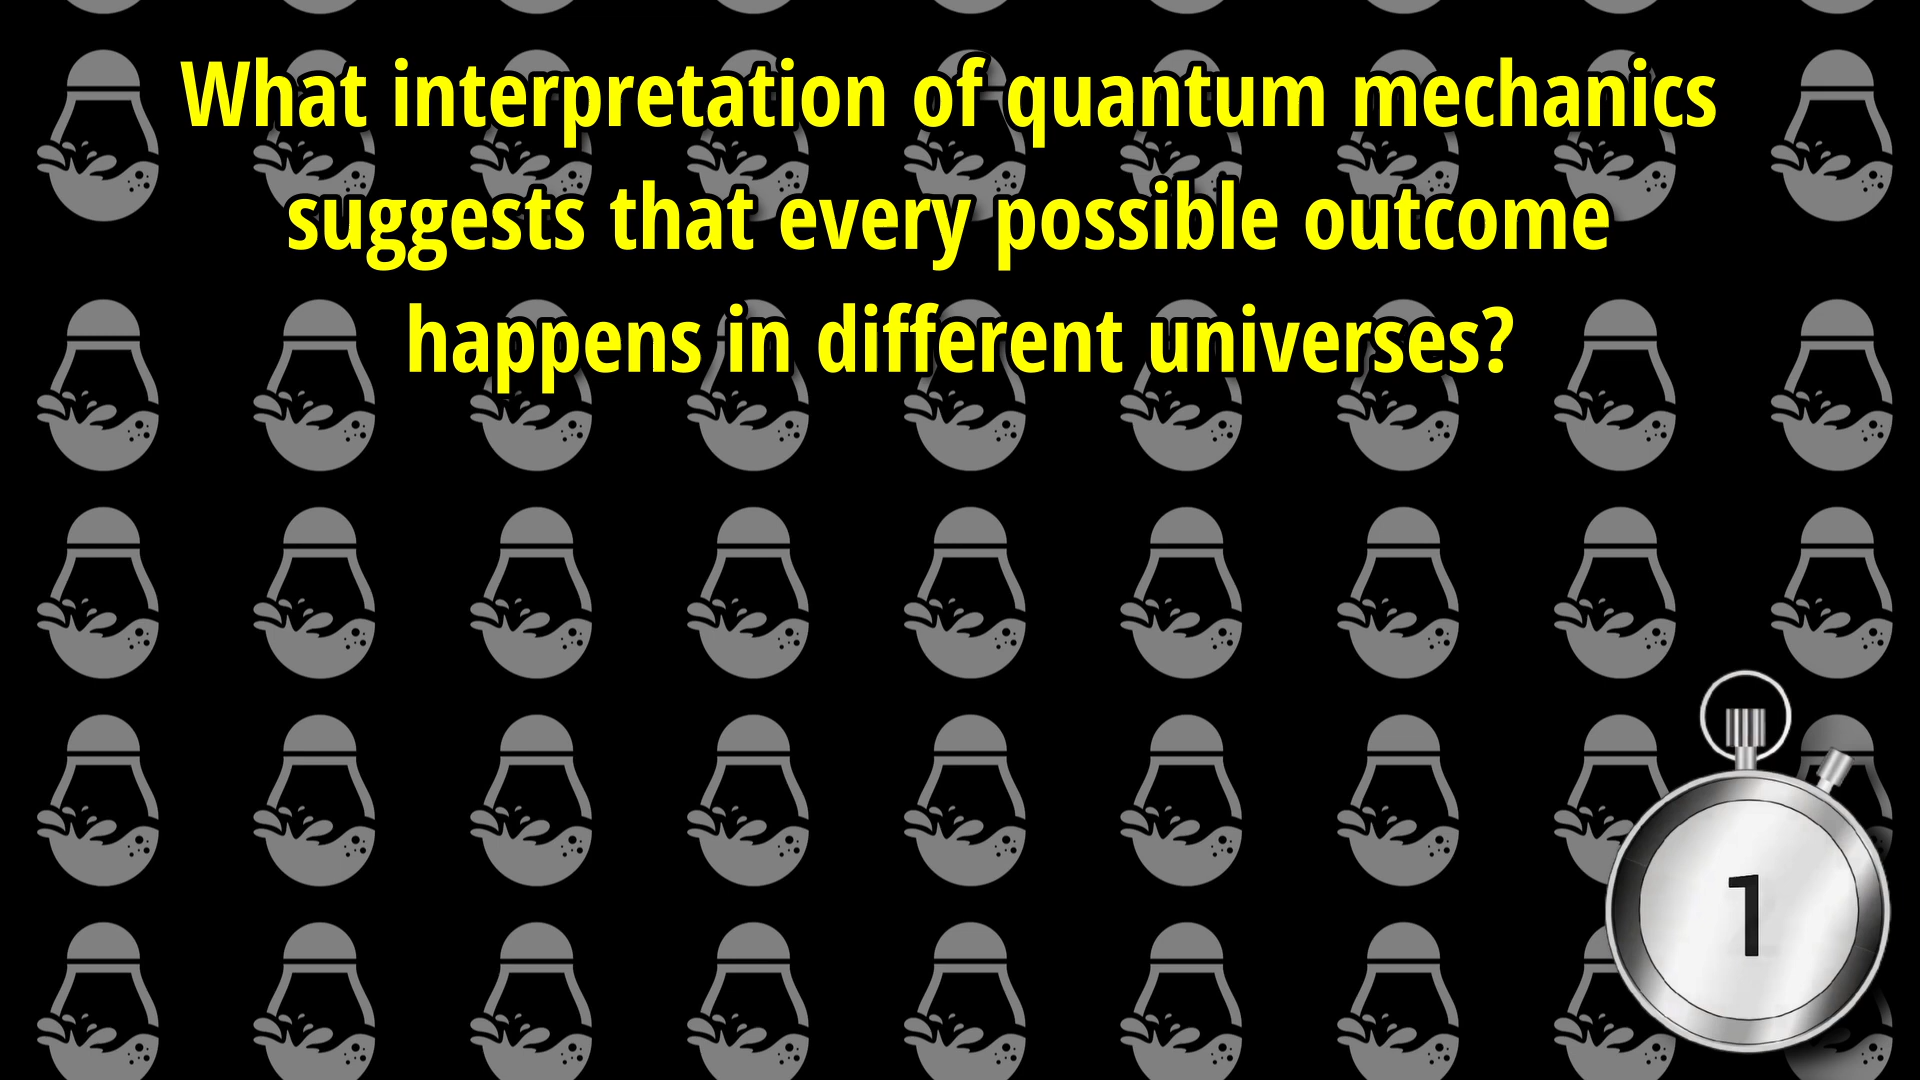 What interpretation of quantum mechanics
suggests that every possible outcome
happens in different universes?
1